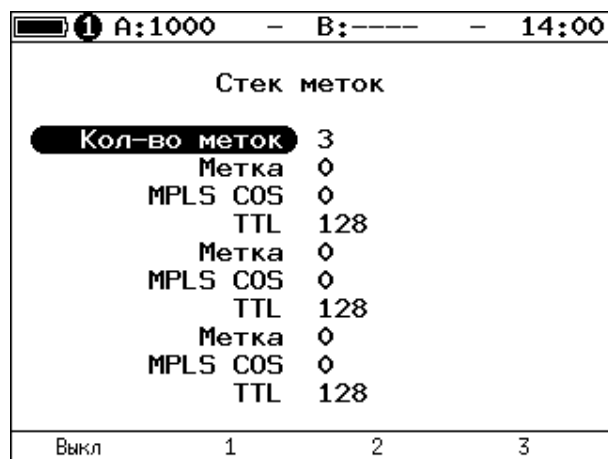 1 A:1000 – B:---- – 14:00
Стек меток
Кол-во меток 3
Метка 0
MPLS COS 0
TTL 128
Метка 0
MPLS COS 0
TTL 128
Метка 0
MPLS COS 0
TTL 128
Выкл 1 2 3